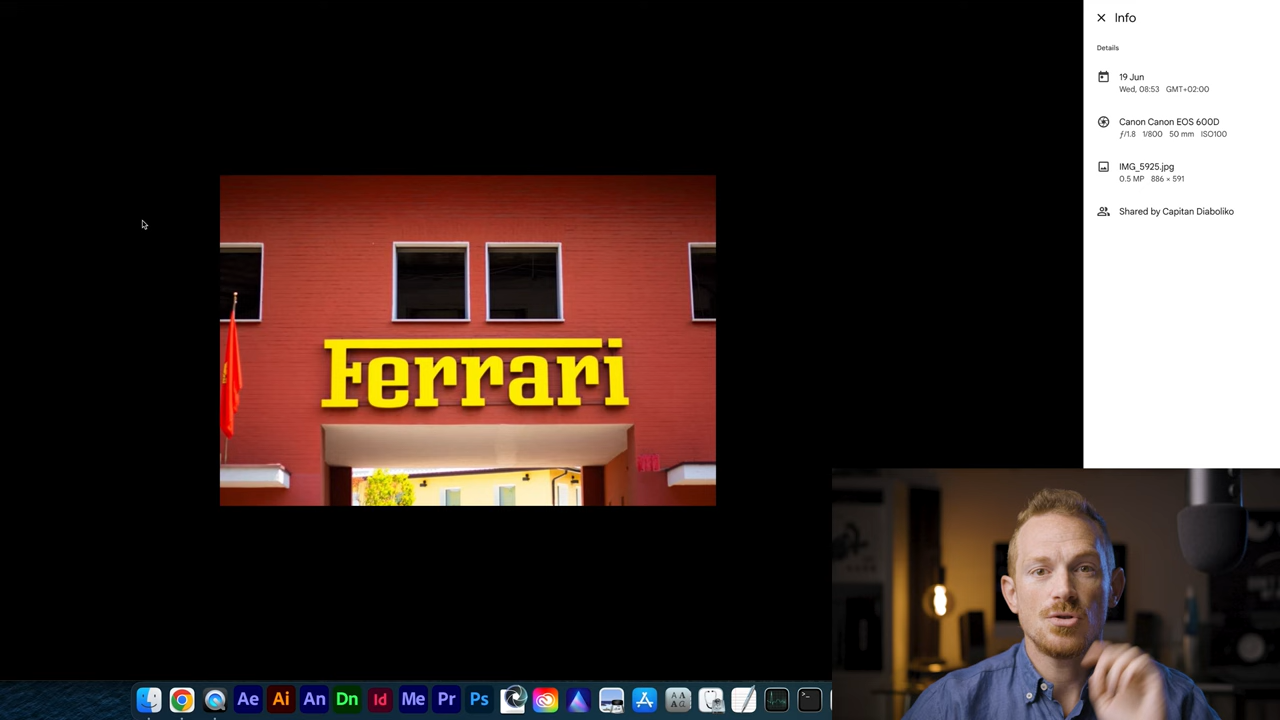 Info
Details
19 Jun
Wed, 08:53 GMT+02:00
Canon Canon EOS 600D
ƒ/1.8 1/800 50 mm ISO100
IMG_5925.jpg
0.5 MP 886 × 591
Shared by Capitan Diaboliko
Ferrari
Ae Ai An Dn Id Me Pr Ps